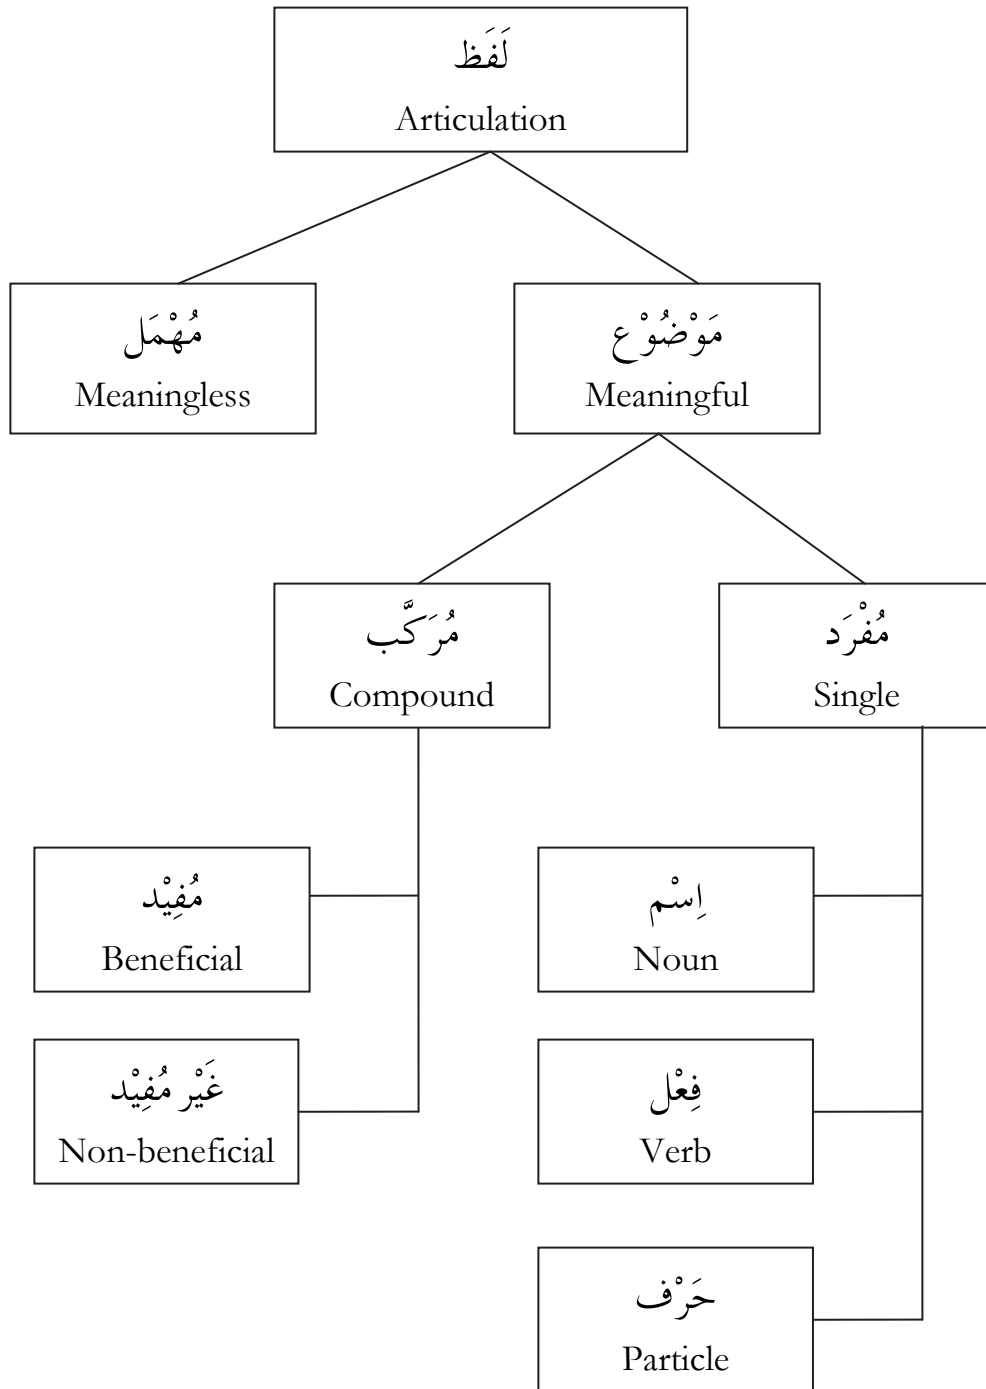 لَفَظ
Articulation
مُهْمَل
Meaningless
مَوْضُوْع
Meaningful
مُرَكَّب
Compound
مُفْرَد
Single
مُفِيْد
Beneficial
اِسْم
Noun
غَيْر مُفِيْد
Non-beneficial
فِعْل
Verb
حَرْف
Particle